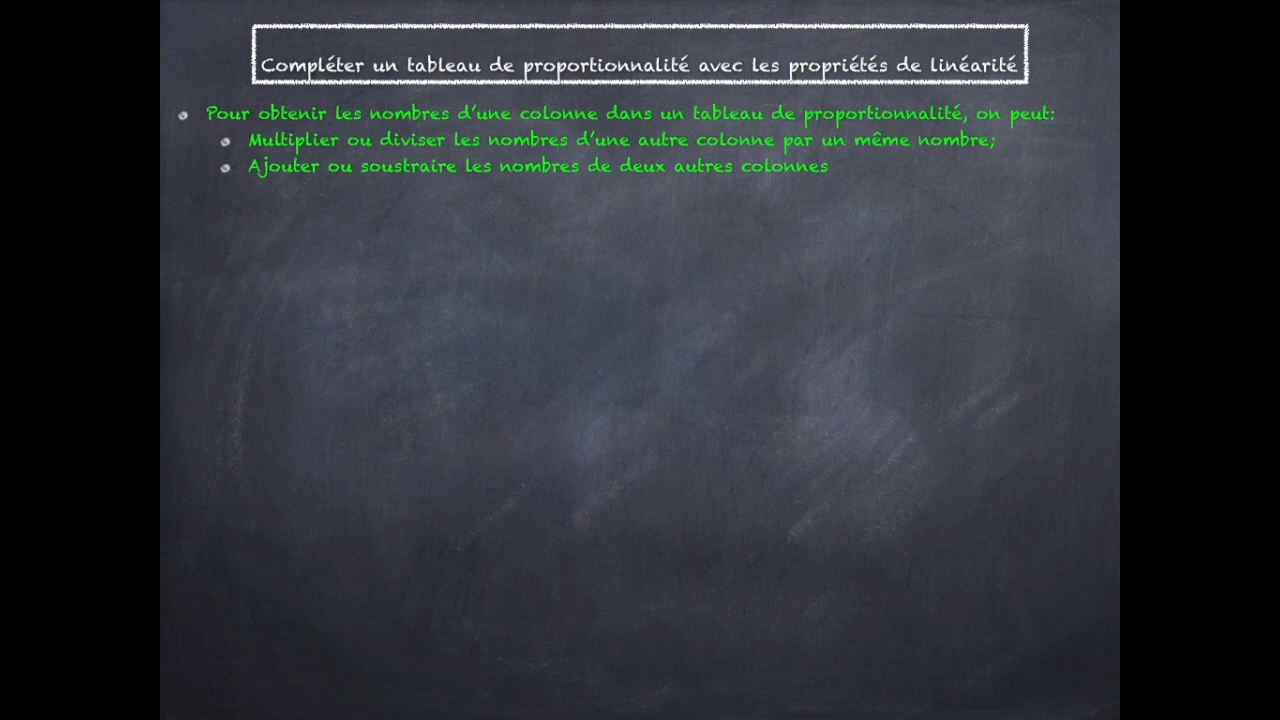 Compléter un tableau de proportionnalité avec les propriétés de linéarité
Pour obtenir les nombres d'une colonne dans un tableau de proportionnalité, on peut:
Multiplier ou diviser les nombres d'une autre colonne par un même nombre;
Ajouter ou soustraire les nombres de deux autres colonnes